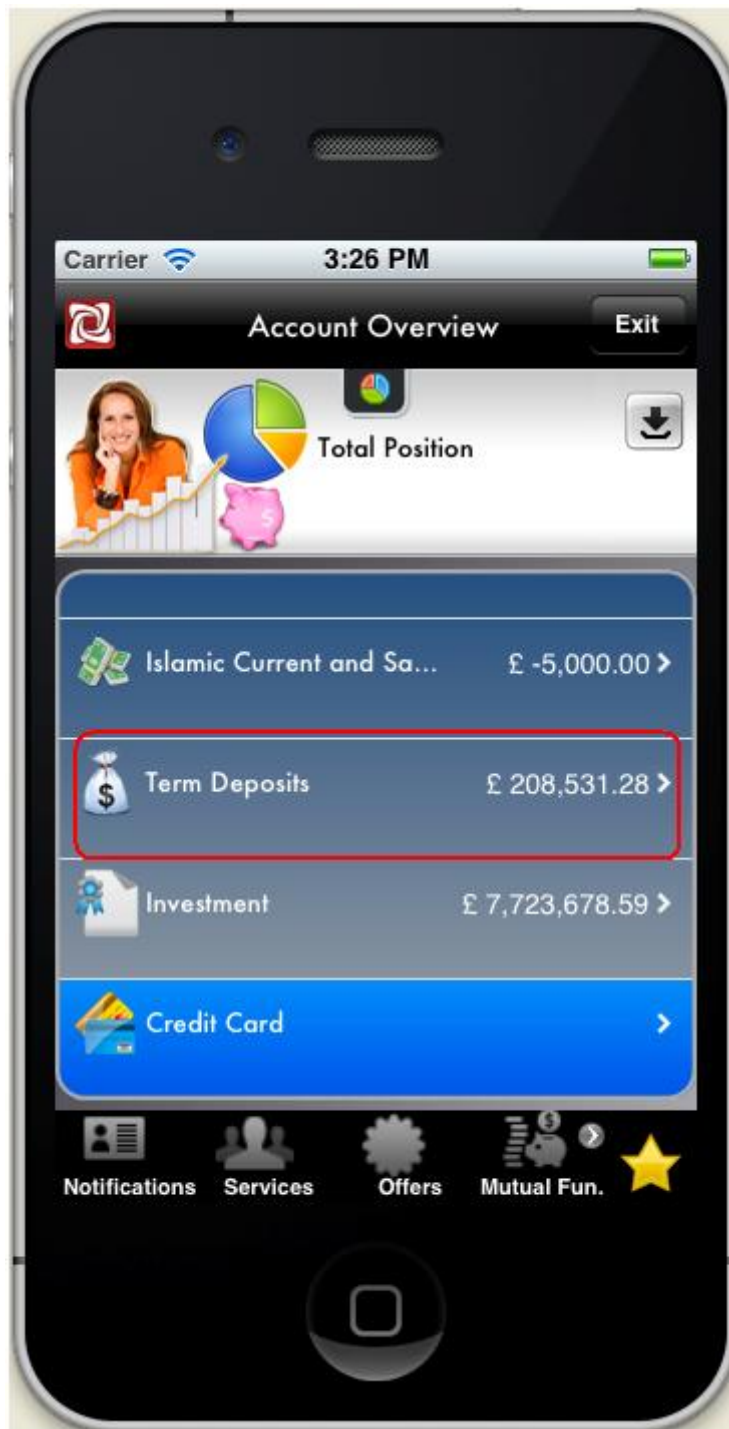 Carrier 3:26 PM
Account Overview Exit
Total Position
$
Islamic Current and Sa... £ -5,000.00 >
$ Term Deposits £ 208,531.28 >
Investment £ 7,723,678.59 >
Credit Card >
$
Notifications Services Offers Mutual Fun.